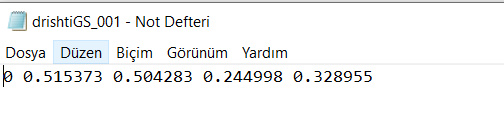 drishtiGS_001 - Not Defteri
Dosya Düzen Biçim Görünüm Yardım
0 0.515373 0.504283 0.244998 0.328955